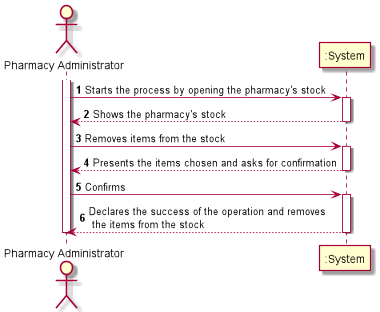 Pharmacy Administrator
:System
1 Starts the process by opening the pharmacy's stock
2 Shows the pharmacy's stock
3 Removes items from the stock
4 Presents the items chosen and asks for confirmation
5 Confirms
6 Declares the success of the operation and removes
the items from the stock
Pharmacy Administrator
:System